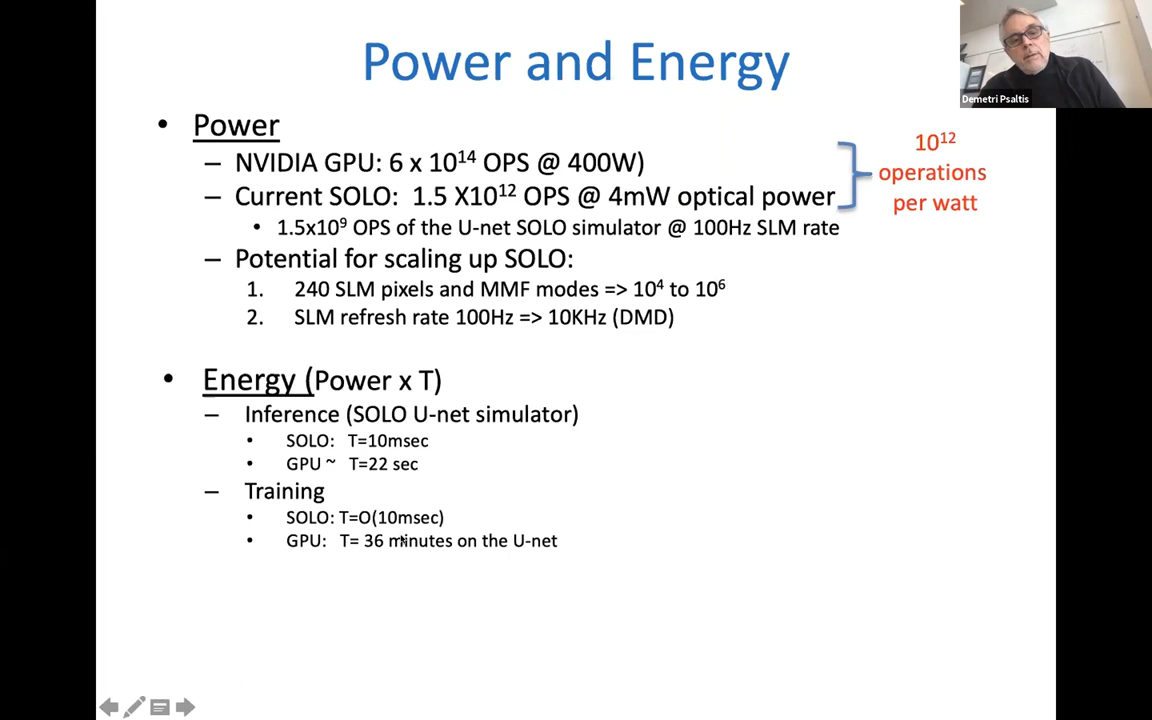 Power and Energy
Demetri Psaltis
• Power
– NVIDIA GPU: 6 x 10¹⁴ OPS @ 400W)
– Current SOLO: 1.5 X10¹² OPS @ 4mW optical power
10¹²
operations
per watt
• 1.5x10⁹ OPS of the U-net SOLO simulator @ 100Hz SLM rate
– Potential for scaling up SOLO:
1. 240 SLM pixels and MMF modes => 10⁴ to 10⁶
2. SLM refresh rate 100Hz => 10KHz (DMD)
• Energy (Power x T)
– Inference (SOLO U-net simulator)
• SOLO: T=10msec
• GPU ~ T=22 sec
– Training
• SOLO: T=O(10msec)
• GPU: T= 36 minutes on the U-net